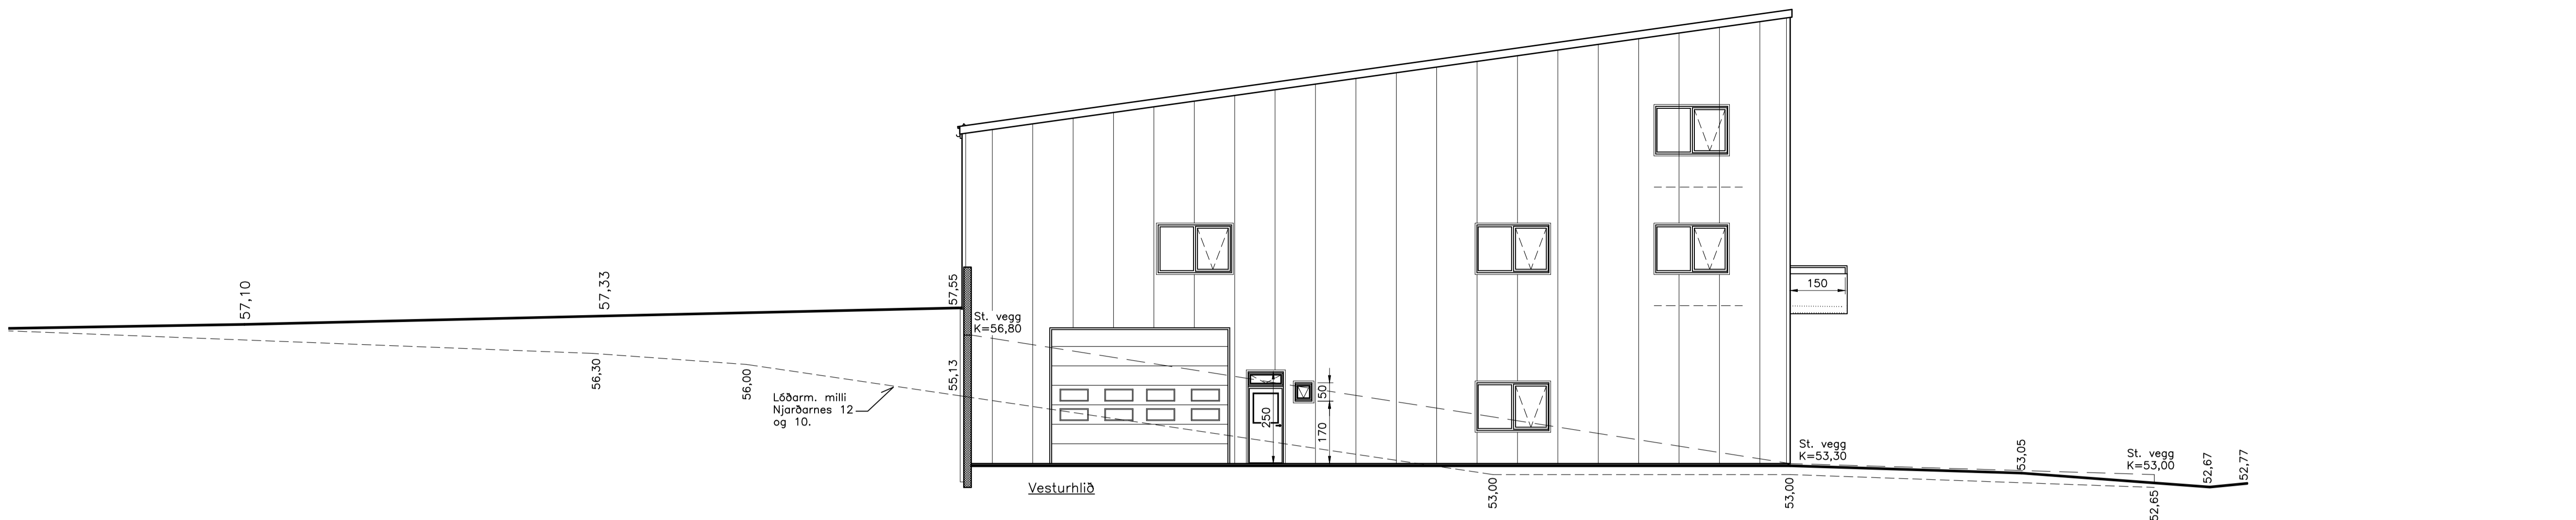 57,10
57,33
57,55
St. vegg
K=56,80
55,13
56,30
56,00
Lóðarm. milli
Njarðarnes 12
og 10.
250
50
170
150
Vesturhlið
53,00
53,00
St. vegg
K=53,30
53,05
St. vegg
K=53,00
52,65
52,67
52,77